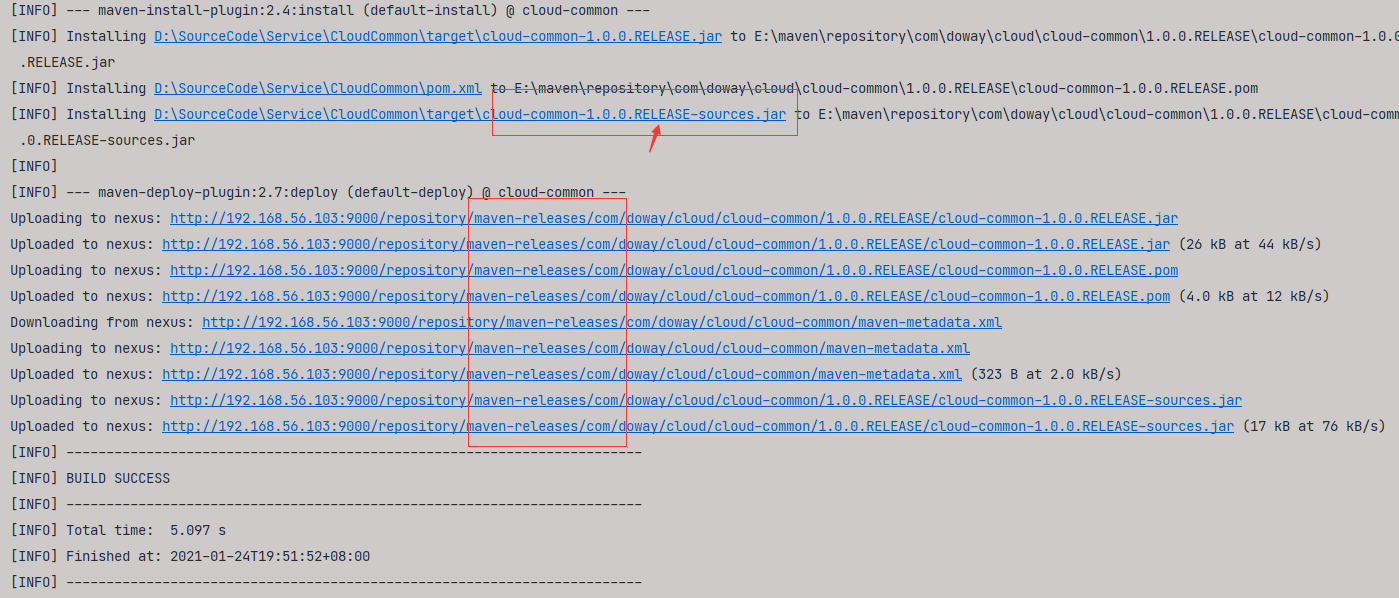 [INFO] --- maven-install-plugin:2.4:install (default-install) @ cloud-common ---
[INFO] Installing D:\SourceCode\Service\CloudCommon\target\cloud-common-1.0.0.RELEASE.jar to E:\maven\repository\com\doway\cloud\cloud-common\1.0.0.RELEASE\cloud-common-1.0.0
.RELEASE.jar
[INFO] Installing D:\SourceCode\Service\CloudCommon\pom.xml to E:\maven\repository\com\doway\cloud\cloud-common\1.0.0.RELEASE\cloud-common-1.0.0.RELEASE.pom
[INFO] Installing D:\SourceCode\Service\CloudCommon\target\cloud-common-1.0.0.RELEASE-sources.jar to E:\maven\repository\com\doway\cloud\cloud-common\1.0.0.RELEASE\cloud-comm
.0.RELEASE-sources.jar
[INFO]
[INFO] --- maven-deploy-plugin:2.7:deploy (default-deploy) @ cloud-common ---
Uploading to nexus: http://192.168.56.103:9000/repository/maven-releases/com/doway/cloud/cloud-common/1.0.0.RELEASE/cloud-common-1.0.0.RELEASE.jar
Uploaded to nexus: http://192.168.56.103:9000/repository/maven-releases/com/doway/cloud/cloud-common/1.0.0.RELEASE/cloud-common-1.0.0.RELEASE.jar (26 kB at 44 kB/s)
Uploading to nexus: http://192.168.56.103:9000/repository/maven-releases/com/doway/cloud/cloud-common/1.0.0.RELEASE/cloud-common-1.0.0.RELEASE.pom
Uploaded to nexus: http://192.168.56.103:9000/repository/maven-releases/com/doway/cloud/cloud-common/1.0.0.RELEASE/cloud-common-1.0.0.RELEASE.pom (4.0 kB at 12 kB/s)
Downloading from nexus: http://192.168.56.103:9000/repository/maven-releases/com/doway/cloud/cloud-common/maven-metadata.xml
Uploading to nexus: http://192.168.56.103:9000/repository/maven-releases/com/doway/cloud/cloud-common/maven-metadata.xml
Uploaded to nexus: http://192.168.56.103:9000/repository/maven-releases/com/doway/cloud/cloud-common/maven-metadata.xml (323 B at 2.0 kB/s)
Uploading to nexus: http://192.168.56.103:9000/repository/maven-releases/com/doway/cloud/cloud-common/1.0.0.RELEASE/cloud-common-1.0.0.RELEASE-sources.jar
Uploaded to nexus: http://192.168.56.103:9000/repository/maven-releases/com/doway/cloud/cloud-common/1.0.0.RELEASE/cloud-common-1.0.0.RELEASE-sources.jar (17 kB at 76 kB/s)
[INFO] ------------------------------------------------------------------------
[INFO] BUILD SUCCESS
[INFO] ------------------------------------------------------------------------
[INFO] Total time:  5.097 s
[INFO] Finished at: 2021-01-24T19:51:52+08:00
[INFO] ------------------------------------------------------------------------